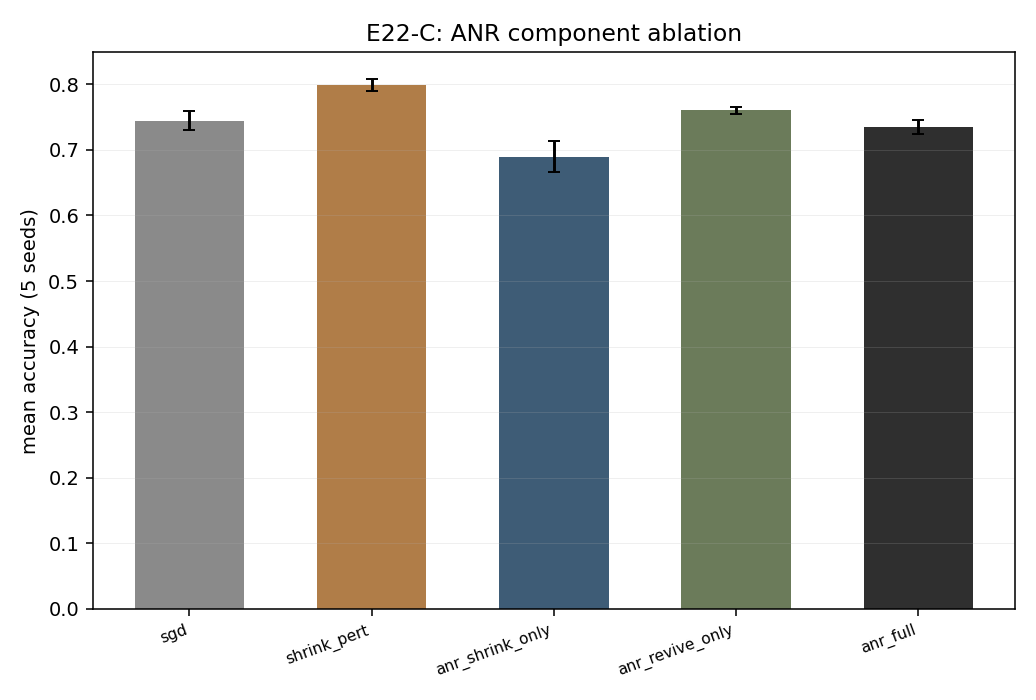 E22-C: ANR component ablation
mean accuracy (5 seeds)
0.8
0.7
0.6
0.5
0.4
0.3
0.2
0.1
0.0
sgd
shrink_pert
anr_shrink_only
anr_revive_only
anr_full